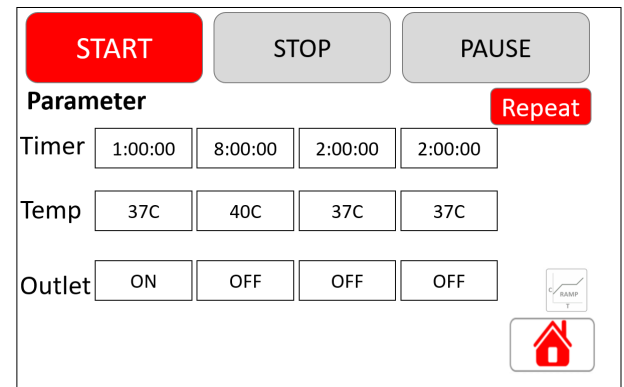 START STOP PAUSE
Parameter Repeat
Timer 1:00:00 8:00:00 2:00:00 2:00:00
Temp 37C 40C 37C 37C
Outlet ON OFF OFF OFF
C RAMP
T